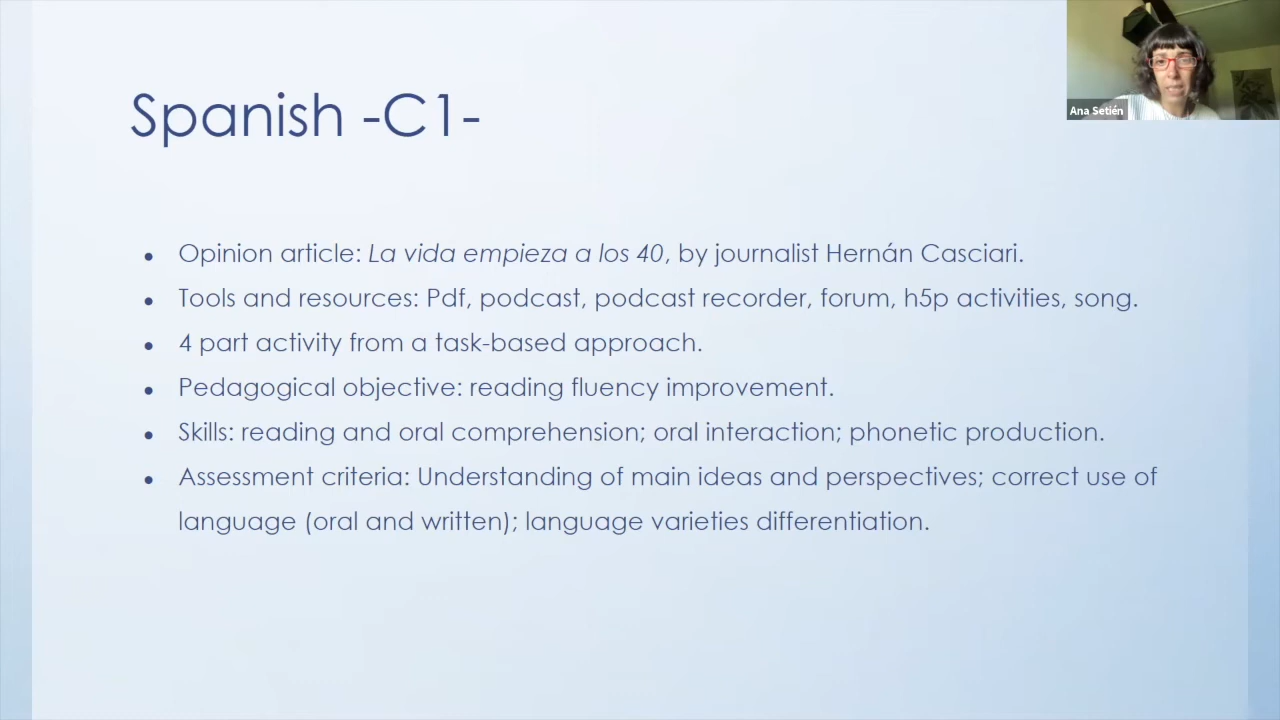 Spanish -C1-
Ana Setién
• Opinion article: La vida empieza a los 40, by journalist Hernán Casciari.
• Tools and resources: Pdf, podcast, podcast recorder, forum, h5p activities, song.
• 4 part activity from a task-based approach.
• Pedagogical objective: reading fluency improvement.
• Skills: reading and oral comprehension; oral interaction; phonetic production.
• Assessment criteria: Understanding of main ideas and perspectives; correct use of
language (oral and written); language varieties differentiation.